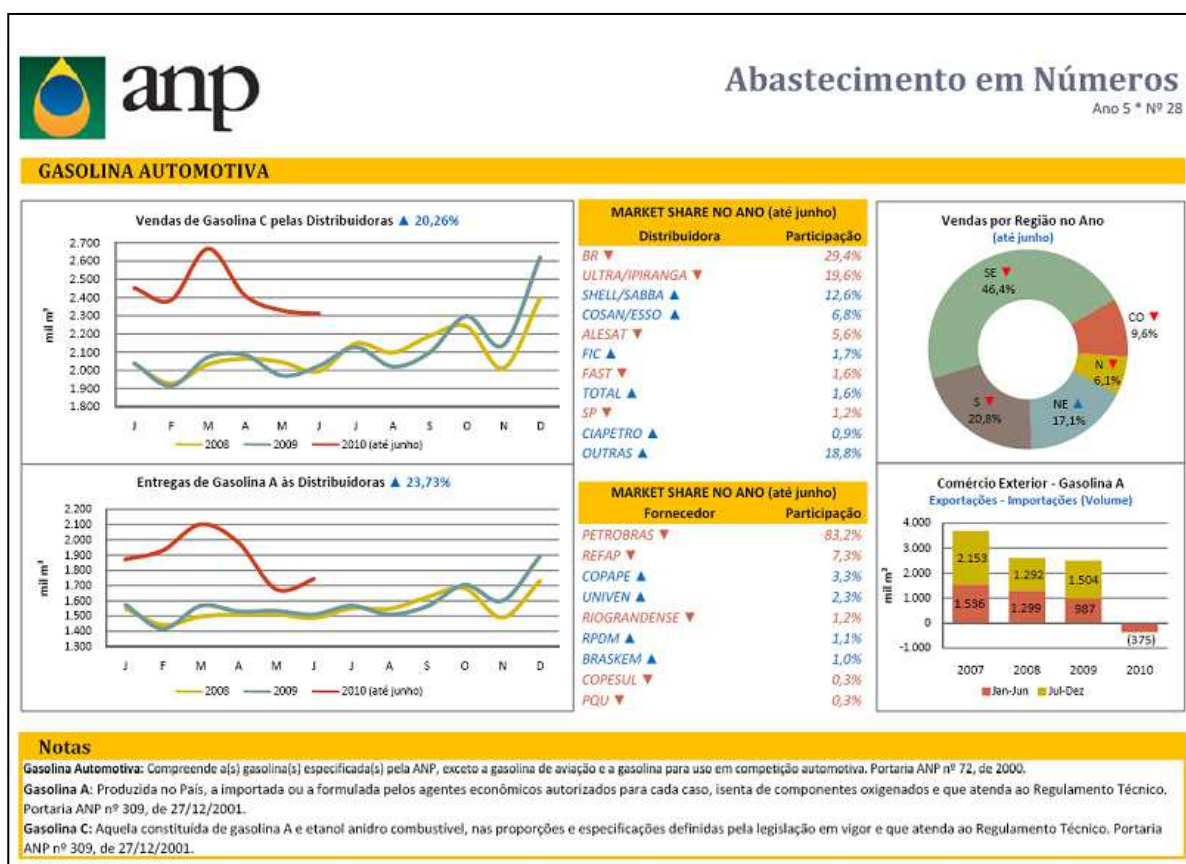 anp
Abastecimento em Números
Ano 5 * Nº 28
GASOLINA AUTOMOTIVA
Vendas de Gasolina C pelas Distribuidoras ▲ 20,26%
2.700
2.600
2.500
2.400
2.300
2.200
2.100
2.000
1.900
1.800
mil m³
J F M A M J J A S O N D
2008 2009 2010 (até junho)
Entregas de Gasolina A às Distribuidoras ▲ 23,73%
2.200
2.100
2.000
1.900
1.800
1.700
1.600
1.500
1.400
1.300
mil m³
J F M A M J J A S O N D
2008 2009 2010 (até junho)
MARKET SHARE NO ANO (até junho)
Distribuidora Participação
BR ▼ 29,4%
ULTRA/IPIRANGA ▼ 19,6%
SHELL/SABBA ▲ 12,6%
COSAN/ESSO ▲ 6,8%
ALESAT ▼ 5,6%
FIC ▲ 1,7%
FAST ▼ 1,6%
TOTAL ▲ 1,6%
SP ▼ 1,2%
CIAPETRO ▲ 0,9%
OUTRAS ▲ 18,8%
MARKET SHARE NO ANO (até junho)
Fornecedor Participação
PETROBRAS ▼ 83,2%
REFAP ▼ 7,3%
COPAPE ▲ 3,3%
UNIVEN ▲ 2,3%
RIOGRANDENSE ▼ 1,2%
RPDM ▲ 1,1%
BRASKEM ▲ 1,0%
COPESUL ▼ 0,3%
PQU ▼ 0,3%
Vendas por Região no Ano
(até junho)
SE ▼
46,4%
CO ▼
9,6%
N ▼
6,1%
NE ▲
17,1%
S ▼
20,8%
Comércio Exterior - Gasolina A
Exportações - Importações (Volume)
4.000
3.000
2.000
1.000
0
-1.000
mil m³
2.153
1.292
1.504
1.536
1.299
987
(375)
2007 2008 2009 2010
Jan-Jun Jul-Dez
Notas
Gasolina Automotiva: Compreende a(s) gasolina(s) especificada(s) pela ANP, exceto a gasolina de aviação e a gasolina para uso em competição automotiva. Portaria ANP nº 72, de 2000.
Gasolina A: Produzida no País, a importada ou a formulada pelos agentes econômicos autorizados para cada caso, isenta de componentes oxigenados e que atenda ao Regulamento Técnico.
Portaria ANP nº 309, de 27/12/2001.
Gasolina C: Aquela constituída de gasolina A e etanol anidro combustível, nas proporções e especificações definidas pela legislação em vigor e que atenda ao Regulamento Técnico. Portaria
ANP nº 309, de 27/12/2001.